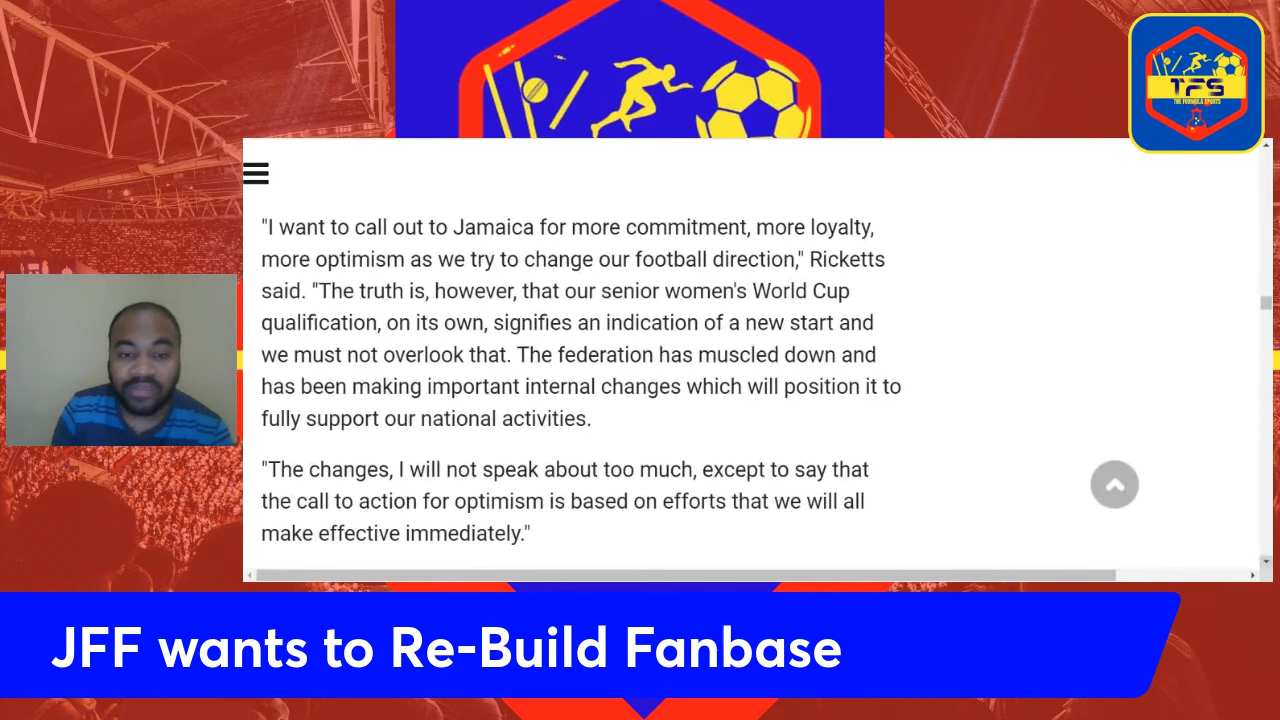 TFS
THE FORMULA SPORTS
"I want to call out to Jamaica for more commitment, more loyalty,
more optimism as we try to change our football direction," Ricketts
said. "The truth is, however, that our senior women's World Cup
qualification, on its own, signifies an indication of a new start and
we must not overlook that. The federation has muscled down and
has been making important internal changes which will position it to
fully support our national activities.
"The changes, I will not speak about too much, except to say that
the call to action for optimism is based on efforts that we will all
make effective immediately."
JFF wants to Re-Build Fanbase